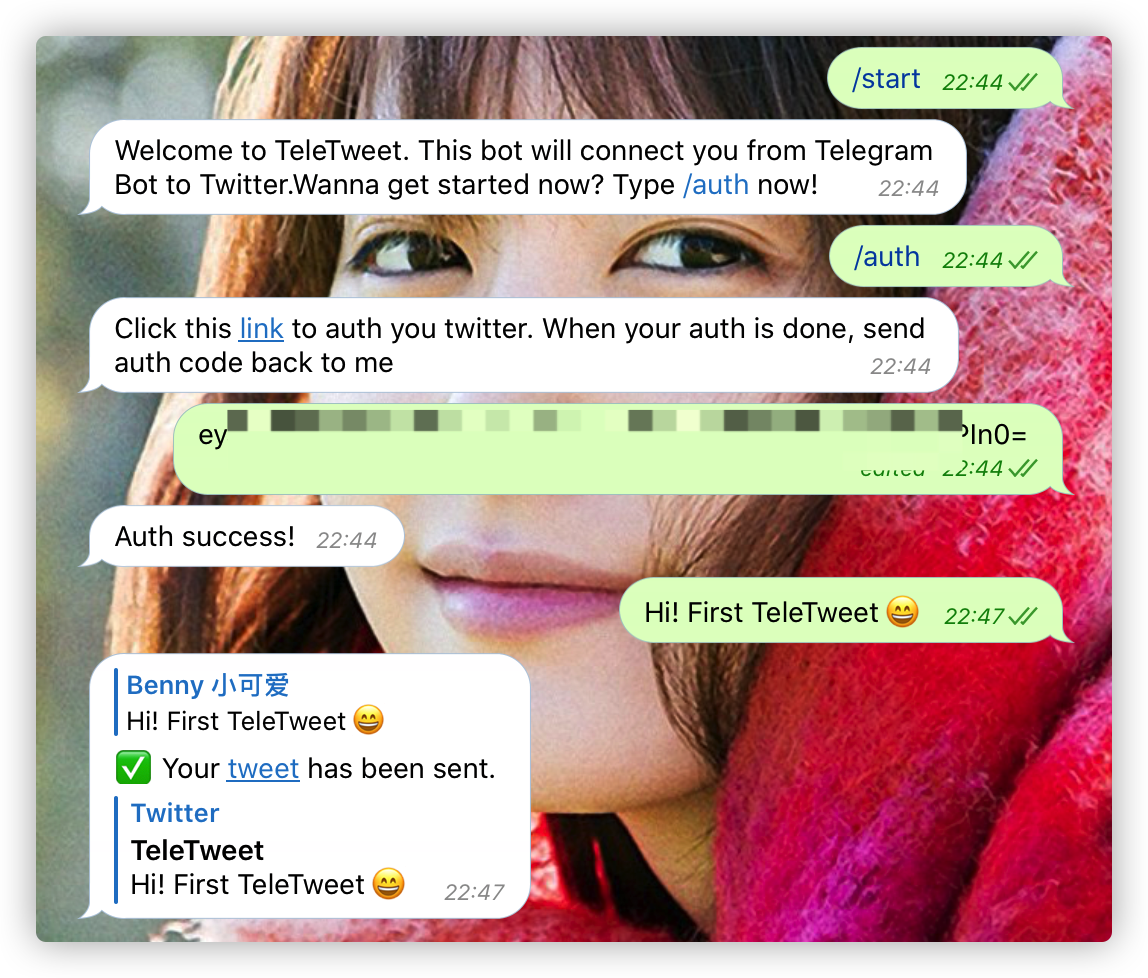 /start 22:44
Welcome to TeleTweet. This bot will connect you from Telegram
Bot to Twitter.Wanna get started now? Type /auth now! 22:44
/auth 22:44
Click this link to auth you twitter. When your auth is done, send
auth code back to me 22:44
ey In0=
edited 22:44
Auth success! 22:44
Hi! First TeleTweet 😄 22:47
Benny 小可爱
Hi! First TeleTweet 😄
✅ Your tweet has been sent.
Twitter
TeleTweet
Hi! First TeleTweet 😄 22:47